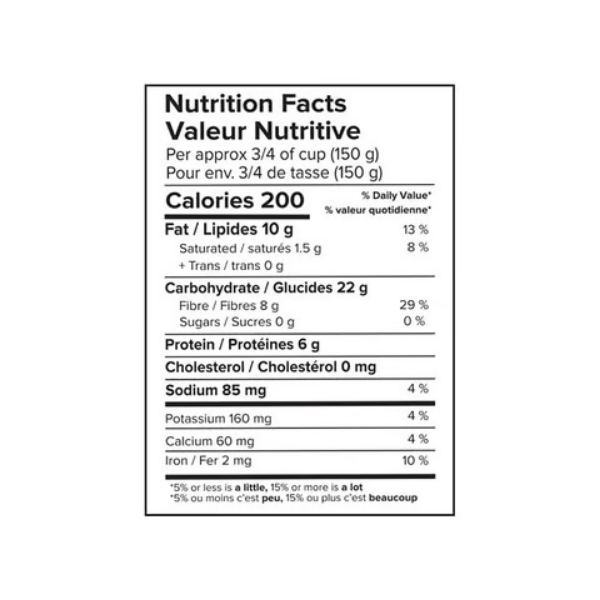 Nutrition Facts
Valeur Nutritive
Per approx 3/4 of cup (150 g)
Pour env. 3/4 de tasse (150 g)
Calories 200 % Daily Value*
% valeur quotidienne*
Fat / Lipides 10 g 13 %
Saturated / saturés 1.5 g 8 %
+ Trans / trans 0 g
Carbohydrate / Glucides 22 g
Fibre / Fibres 8 g 29 %
Sugars / Sucres 0 g 0 %
Protein / Protéines 6 g
Cholesterol / Cholestérol 0 mg
Sodium 85 mg 4 %
Potassium 160 mg 4 %
Calcium 60 mg 4 %
Iron / Fer 2 mg 10 %
*5% or less is a little, 15% or more is a lot
*5% ou moins c'est peu, 15% ou plus c'est beaucoup